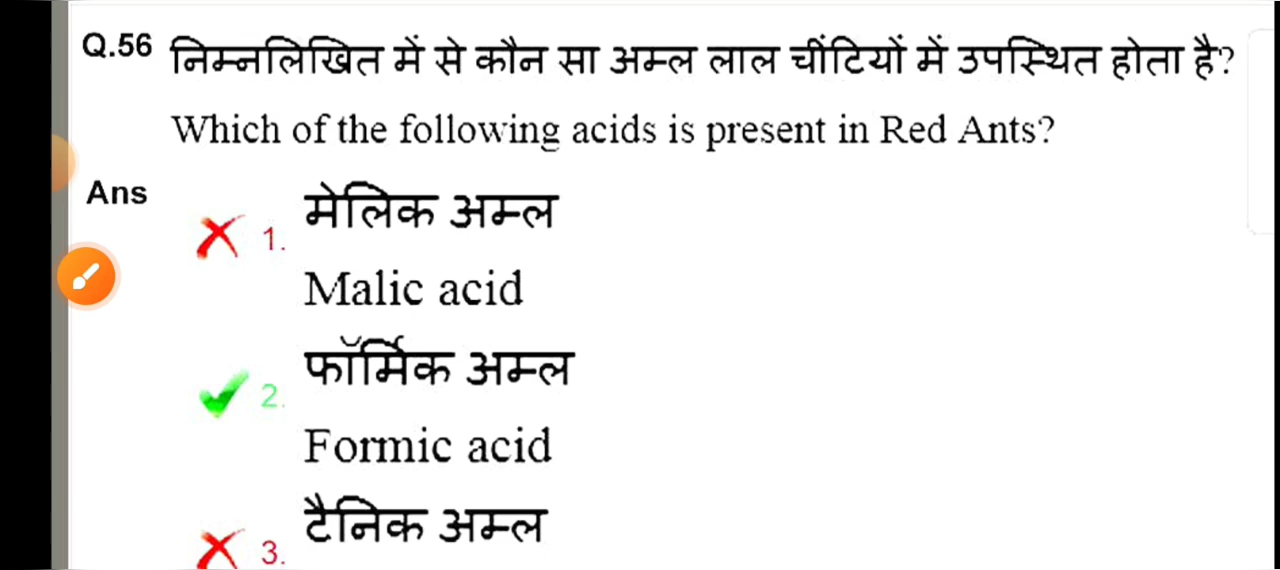 Q.56 निम्नलिखित में से कौन सा अम्ल लाल चींटियों में उपस्थित होता है?
Which of the following acids is present in Red Ants?
Ans
1. मेलिक अम्ल
Malic acid
2. फॉर्मिक अम्ल
Formic acid
3. टैनिक अम्ल